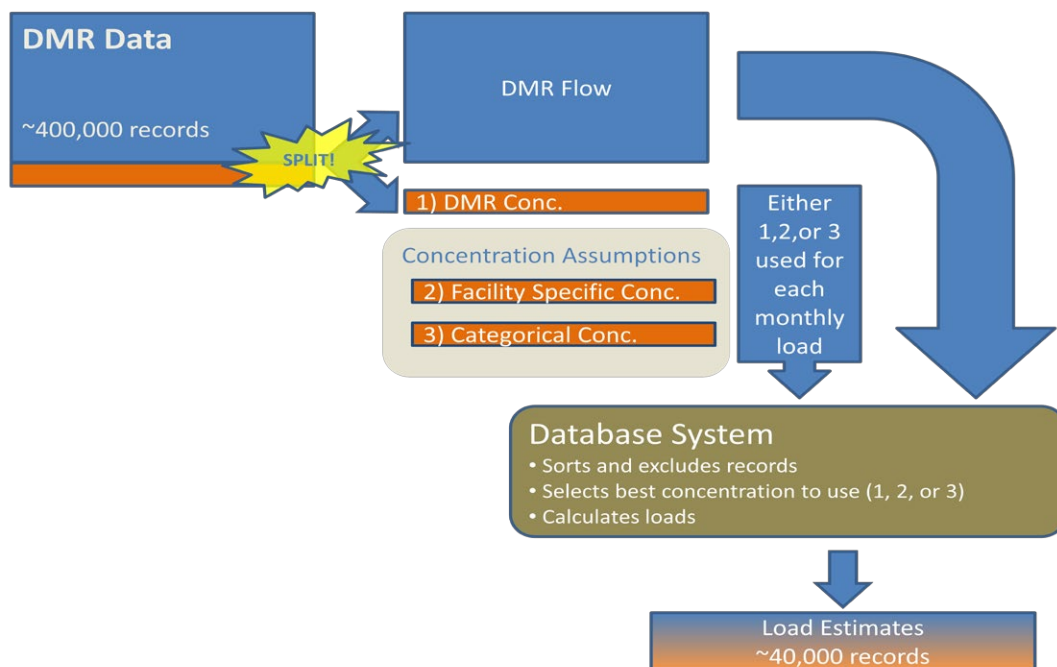 DMR Data
~400,000 records
SPLIT!
DMR Flow
1) DMR Conc.
Concentration Assumptions
2) Facility Specific Conc.
3) Categorical Conc.
Either
1,2,or 3
used for
each
monthly
load
Database System
• Sorts and excludes records
• Selects best concentration to use (1, 2, or 3)
• Calculates loads
Load Estimates
~40,000 records